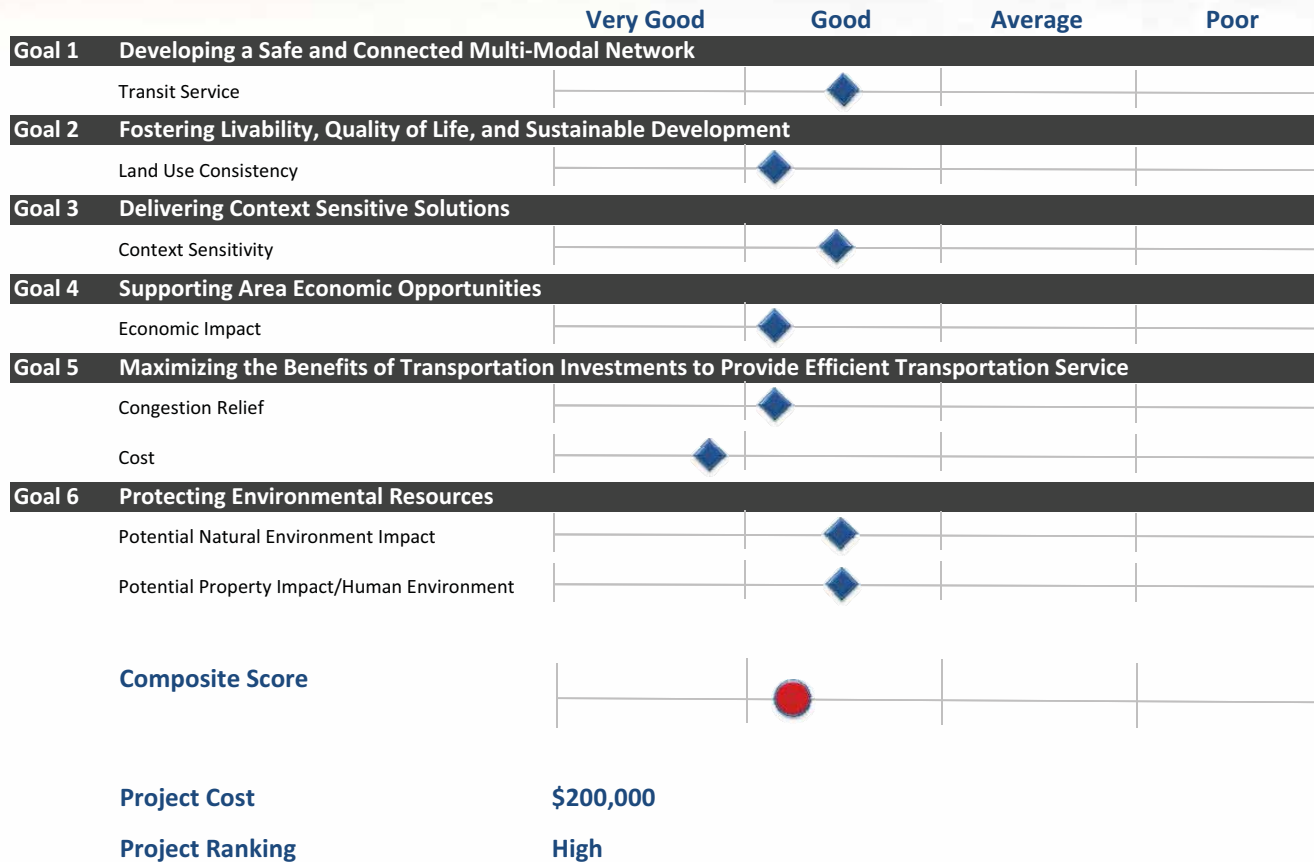 Very Good Good Average Poor
Goal 1 Developing a Safe and Connected Multi-Modal Network
Transit Service
Goal 2 Fostering Livability, Quality of Life, and Sustainable Development
Land Use Consistency
Goal 3 Delivering Context Sensitive Solutions
Context Sensitivity
Goal 4 Supporting Area Economic Opportunities
Economic Impact
Goal 5 Maximizing the Benefits of Transportation Investments to Provide Efficient Transportation Service
Congestion Relief
Cost
Goal 6 Protecting Environmental Resources
Potential Natural Environment Impact
Potential Property Impact/Human Environment
Composite Score
Project Cost $200,000
Project Ranking High